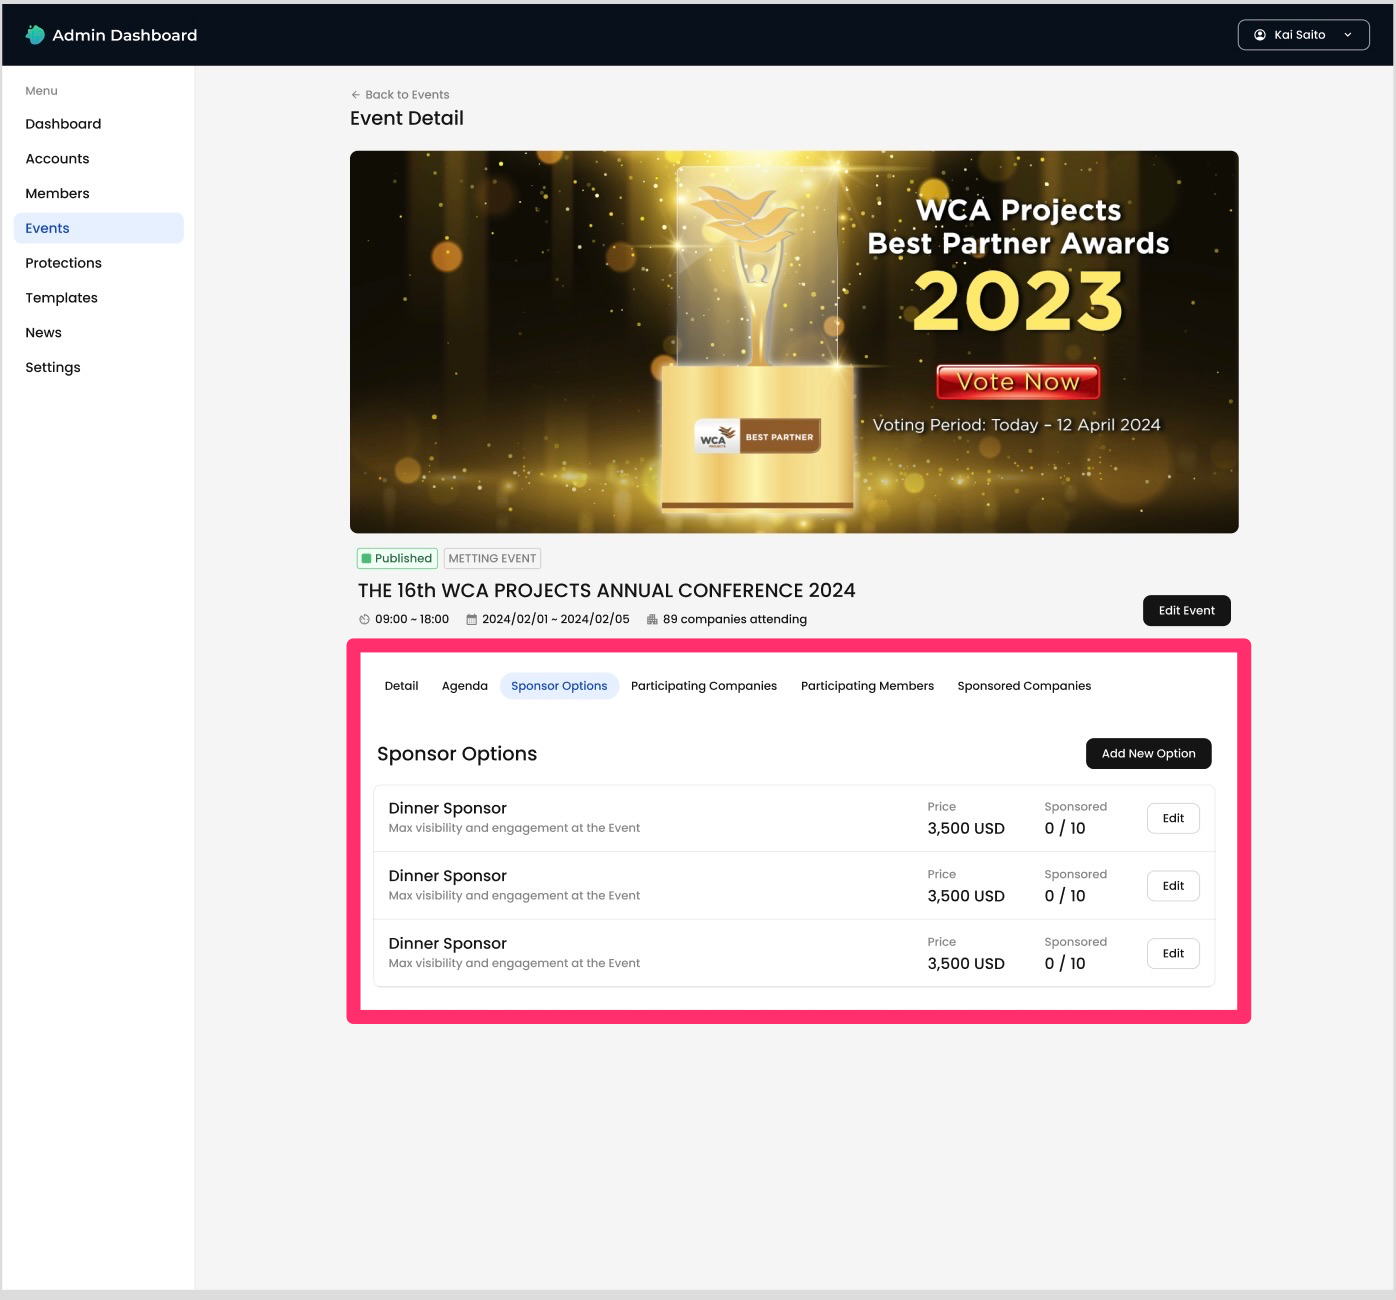 Admin Dashboard
Kai Saito
Menu
Dashboard
Accounts
Members
Events
Protections
Templates
News
Settings
Back to Events
Event Detail
WCA Projects
Best Partner Awards
2023
Vote Now
Voting Period: Today – 12 April 2024
WCA
PROJECTS
BEST PARTNER
Published
METTING EVENT
THE 16th WCA PROJECTS ANNUAL CONFERENCE 2024
09:00 ~ 18:00 2024/02/01 ~ 2024/02/05 89 companies attending
Edit Event
Detail Agenda Sponsor Options Participating Companies Participating Members Sponsored Companies
Sponsor Options
Add New Option
Dinner Sponsor
Max visibility and engagement at the Event
Price
3,500 USD
Sponsored
0 / 10
Edit
Dinner Sponsor
Max visibility and engagement at the Event
Price
3,500 USD
Sponsored
0 / 10
Edit
Dinner Sponsor
Max visibility and engagement at the Event
Price
3,500 USD
Sponsored
0 / 10
Edit